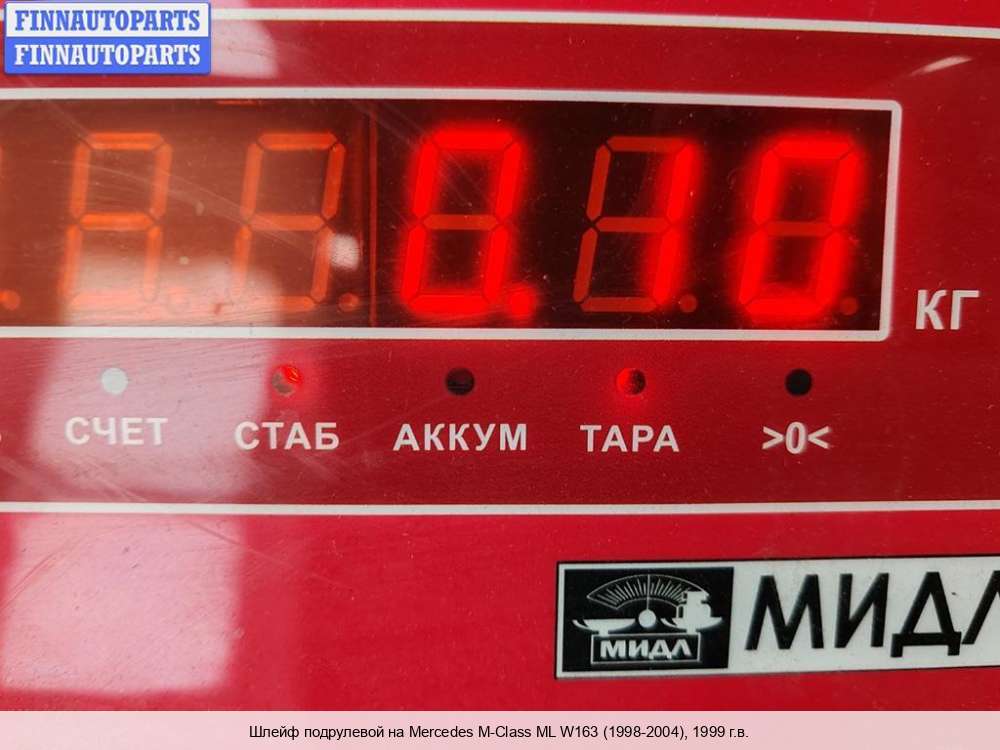 FINNAUTOPARTS
FINNAUTOPARTS
0.10
КГ
СЧЕТ СТАБ АККУМ ТАРА >0<
МИДЛ
МИДЛ
Шлейф подрулевой на Mercedes M-Class ML W163 (1998-2004), 1999 г.в.